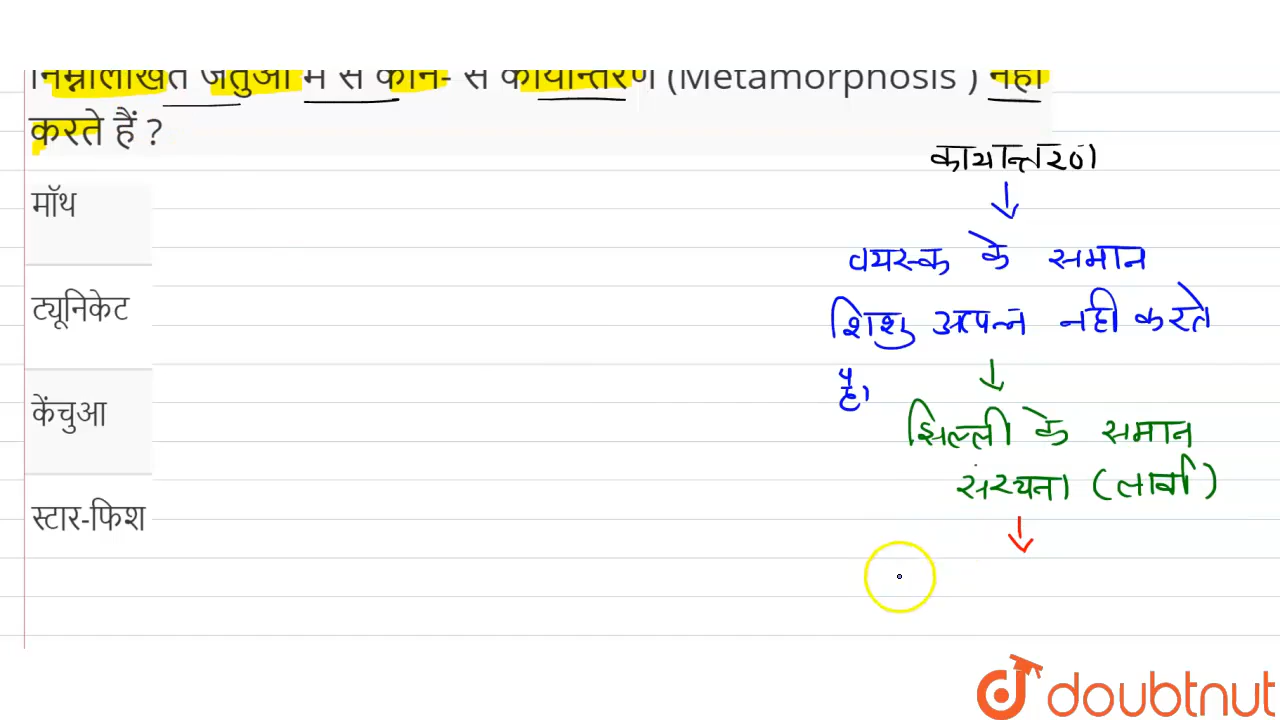 निम्नलिखित जंतुओं में से कौन- से कायान्तरण (Metamorphosis ) नहीं
करते हैं ?
कायान्तरण
मॉथ
वयस्क के समान
ट्यूनिकेट
शिशु उत्पन्न नही करते
है।
केंचुआ
झिल्ली के समान
संरचना (लार्वा)
स्टार-फिश
doubtnut